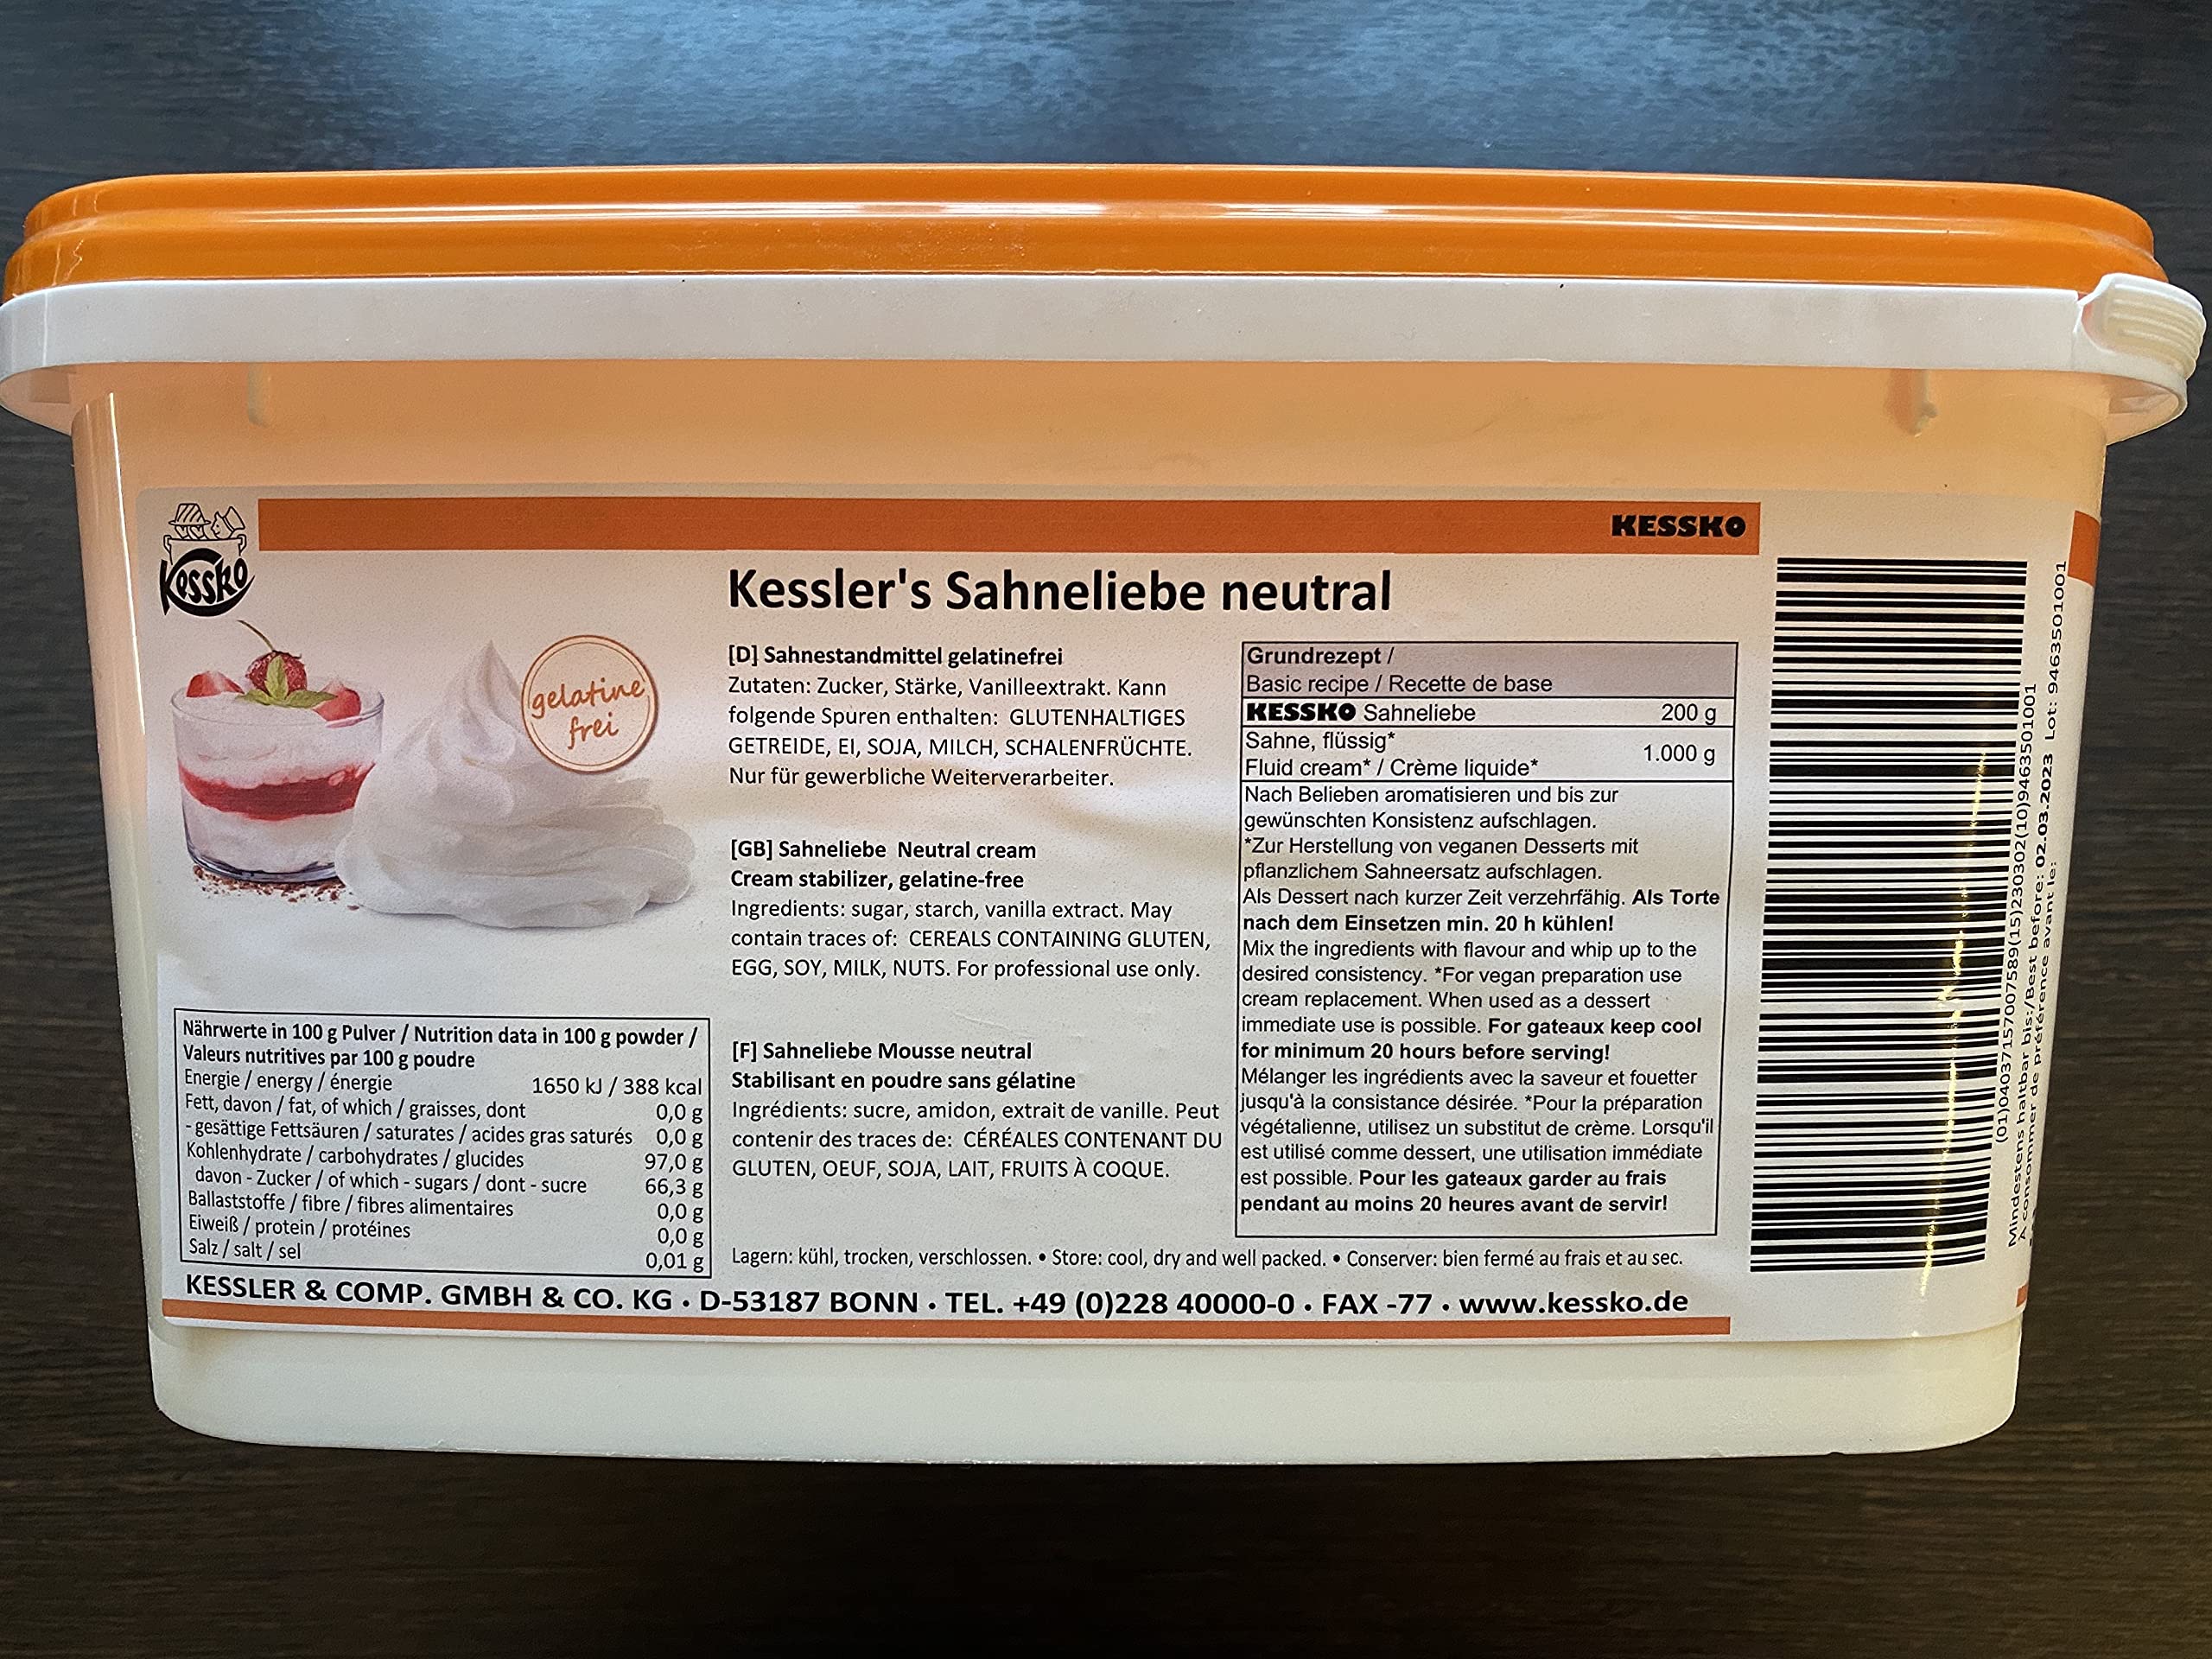 KESSKO
Kessko
Kessler's Sahneliebe neutral
gelatine
frei
[D] Sahnestandmittel gelatinefrei
Zutaten: Zucker, Stärke, Vanilleextrakt. Kann
folgende Spuren enthalten: GLUTENHALTIGES
GETREIDE, EI, SOJA, MILCH, SCHALENFRÜCHTE.
Nur für gewerbliche Weiterverarbeiter.
[GB] Sahneliebe Neutral cream
Cream stabilizer, gelatine-free
Ingredients: sugar, starch, vanilla extract. May
contain traces of: CEREALS CONTAINING GLUTEN,
EGG, SOY, MILK, NUTS. For professional use only.
[F] Sahneliebe Mousse neutral
Stabilisant en poudre sans gélatine
Ingrédients: sucre, amidon, extrait de vanille. Peut
contenir des traces de: CÉRÉALES CONTENANT DU
GLUTEN, OEUF, SOJA, LAIT, FRUITS À COQUE.
Grundrezept /
Basic recipe / Recette de base
KESSKO Sahneliebe 200 g
Sahne, flüssig*
Fluid cream* / Crème liquide* 1.000 g
Nach Belieben aromatisieren und bis zur
gewünschten Konsistenz aufschlagen.
*Zur Herstellung von veganen Desserts mit
pflanzlichem Sahneersatz aufschlagen.
Als Dessert nach kurzer Zeit verzehrfähig. Als Torte
nach dem Einsetzen min. 20 h kühlen!
Mix the ingredients with flavour and whip up to the
desired consistency. *For vegan preparation use
cream replacement. When used as a dessert
immediate use is possible. For gateaux keep cool
for minimum 20 hours before serving!
Mélanger les ingrédients avec la saveur et fouetter
jusqu'à la consistance désirée. *Pour la préparation
végétalienne, utilisez un substitut de crème. Lorsqu'il
est utilisé comme dessert, une utilisation immédiate
est possible. Pour les gateaux garder au frais
pendant au moins 20 heures avant de servir!
Nährwerte in 100 g Pulver / Nutrition data in 100 g powder /
Valeurs nutritives par 100 g poudre
Energie / energy / énergie 1650 kJ / 388 kcal
Fett, davon / fat, of which / graisses, dont 0,0 g
- gesättige Fettsäuren / saturates / acides gras saturés 0,0 g
Kohlenhydrate / carbohydrates / glucides 97,0 g
davon - Zucker / of which - sugars / dont - sucre 66,3 g
Ballaststoffe / fibre / fibres alimentaires 0,0 g
Eiweiß / protein / protéines 0,0 g
Salz / salt / sel 0,01 g
Lagern: kühl, trocken, verschlossen. • Store: cool, dry and well packed. • Conserver: bien fermé au frais et au sec.
KESSLER & COMP. GMBH & CO. KG • D-53187 BONN • TEL. +49 (0)228 40000-0 • FAX -77 • www.kessko.de
(01)04037157007589(15)230302(10)9463501001
Mindestens haltbar bis:/Best before: 02.03.2023 Lot: 9463501001
A consommer de préférence avant le: